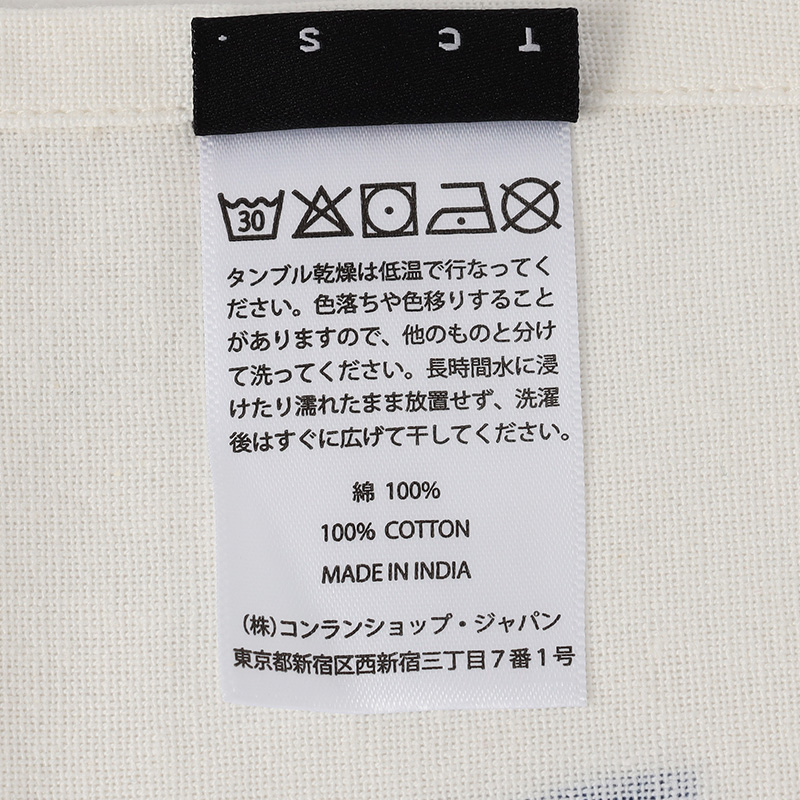 · S C T
30
タンブル乾燥は低温で行なってく
ださい。色落ちや色移りすること
がありますので、他のものと分け
て洗ってください。長時間水に浸
けたり濡れたまま放置せず、洗濯
後はすぐに広げて干してください。
綿 100%
100% COTTON
MADE IN INDIA
(株)コンランショップ・ジャパン
東京都新宿区西新宿三丁目7番1号